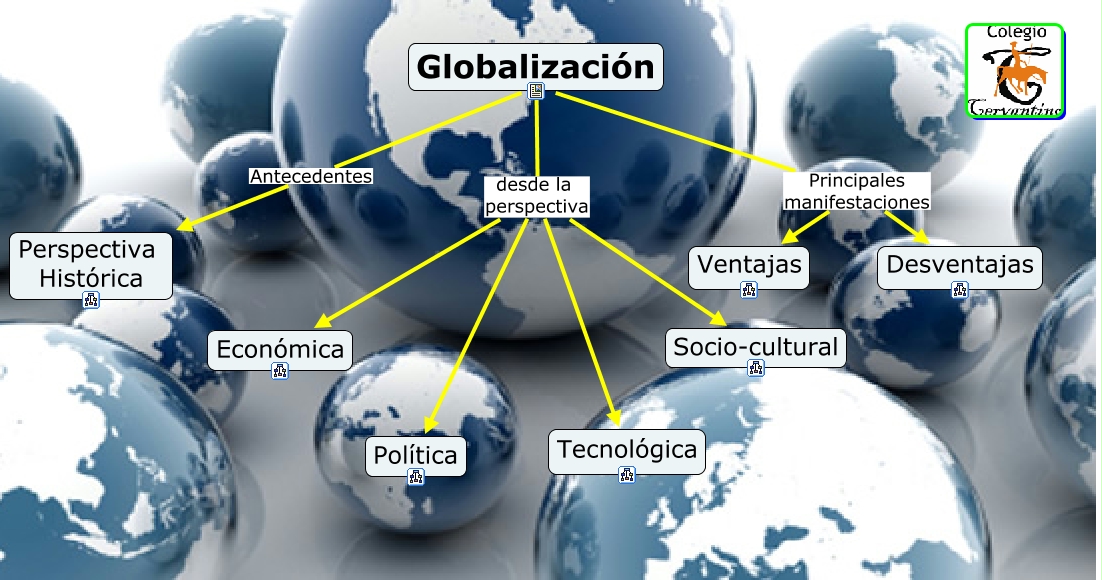 Colegio
Cervantino
Globalización
Antecedentes
desde la
perspectiva
Principales
manifestaciones
Perspectiva
Histórica
Ventajas
Desventajas
Económica
Socio-cultural
Política
Tecnológica